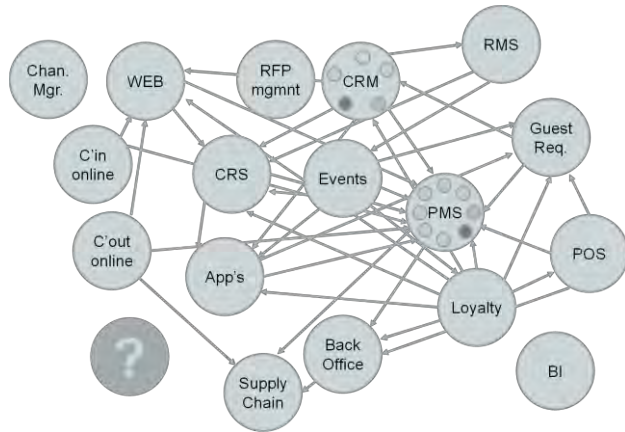 Chan.
Mgr.
WEB
RFP
mgmnt
CRM
RMS
C'in
online
CRS
Events
Guest
Req.
PMS
C'out
online
App's
Loyalty
POS
?
Back
Office
Supply
Chain
BI